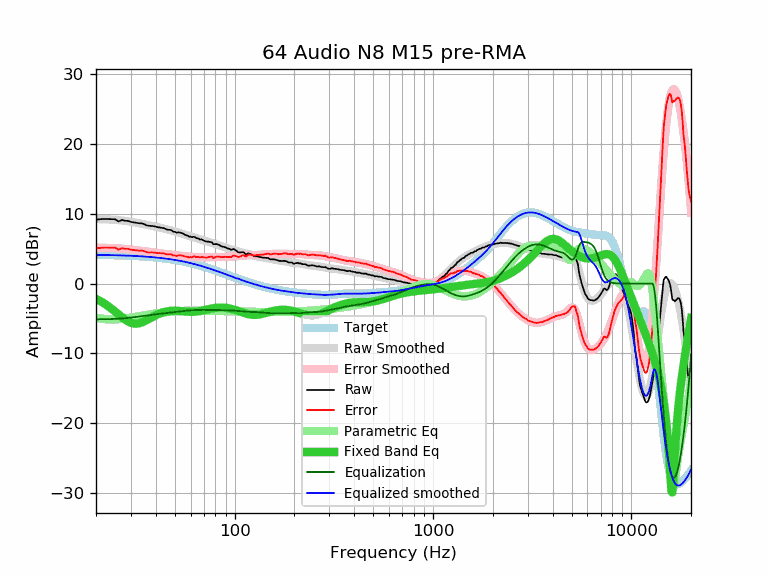 64 Audio N8 M15 pre-RMA
Amplitude (dBr)
30
20
10
0
−10
−20
−30
Target
Raw Smoothed
Error Smoothed
Raw
Error
Parametric Eq
Fixed Band Eq
Equalization
Equalized smoothed
100
1000
10000
Frequency (Hz)